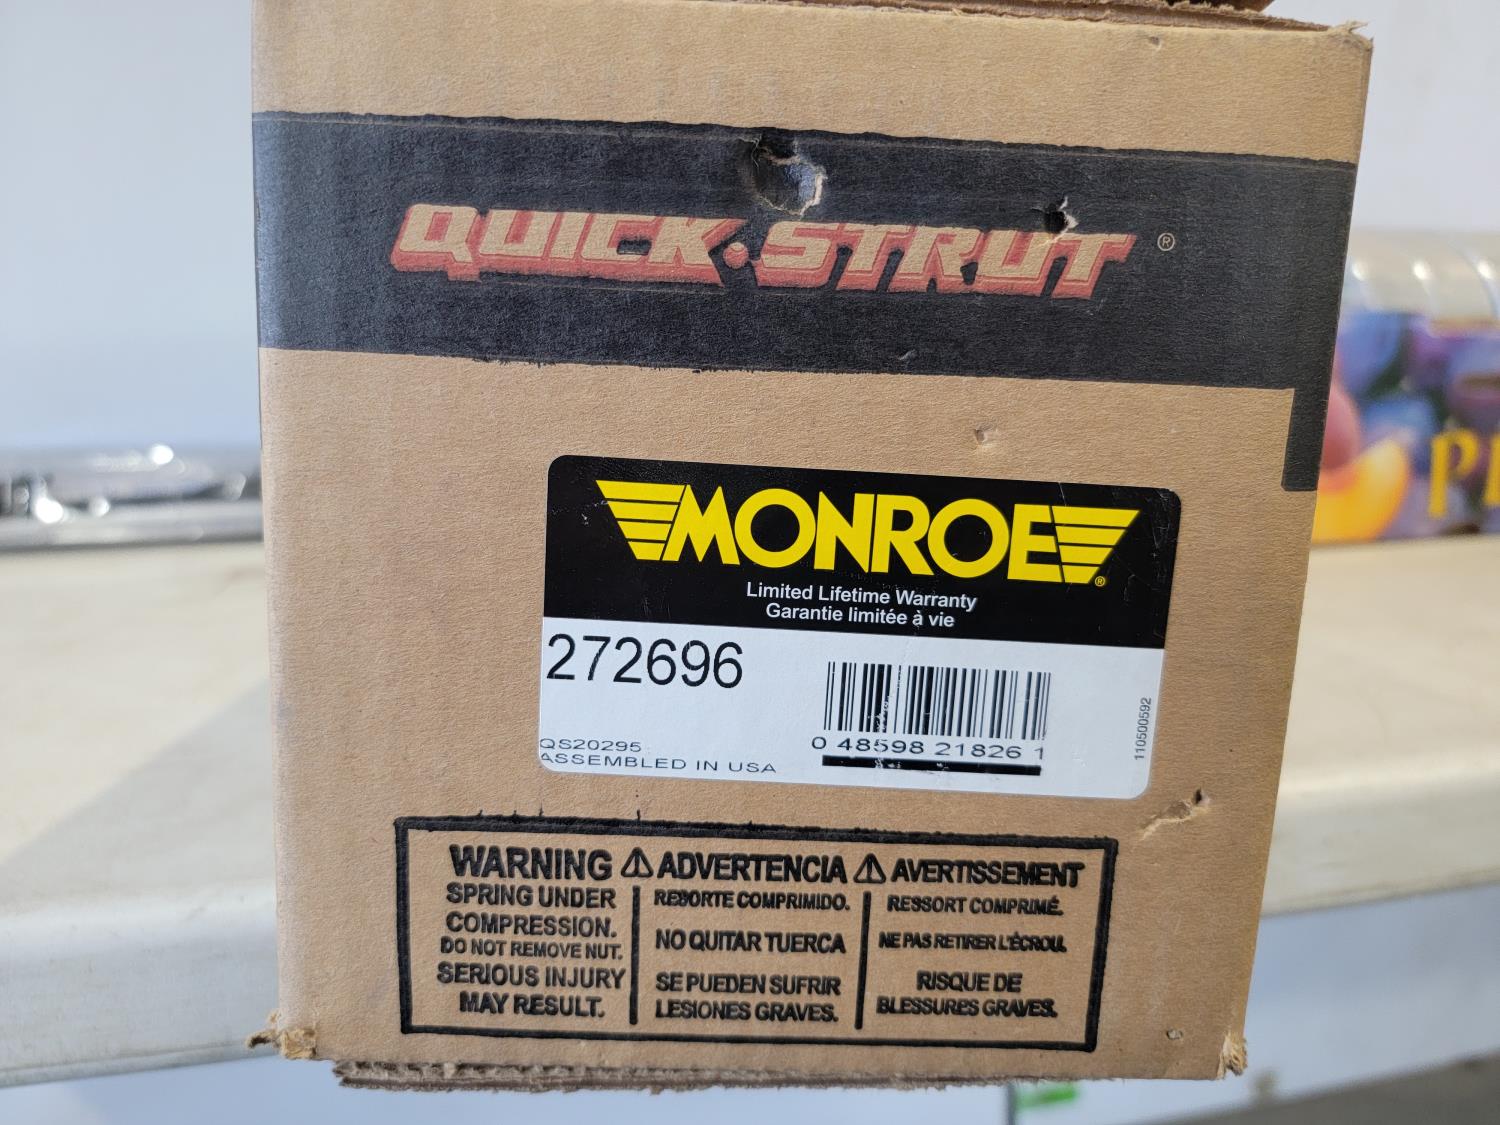 QUICK·STRUT ®
MONROE ®
Limited Lifetime Warranty
Garantie limitée à vie
272696
0 48598 21826 1
110500592
QS20295
ASSEMBLED IN USA
WARNING ⚠ ADVERTENCIA ⚠ AVERTISSEMENT
SPRING UNDER
COMPRESSION.
DO NOT REMOVE NUT.
SERIOUS INJURY
MAY RESULT.
RESORTE COMPRIMIDO.
NO QUITAR TUERCA
SE PUEDEN SUFRIR
LESIONES GRAVES.
RESSORT COMPRIMÉ.
NE PAS RETIRER L'ÉCROU.
RISQUE DE
BLESSURES GRAVES.